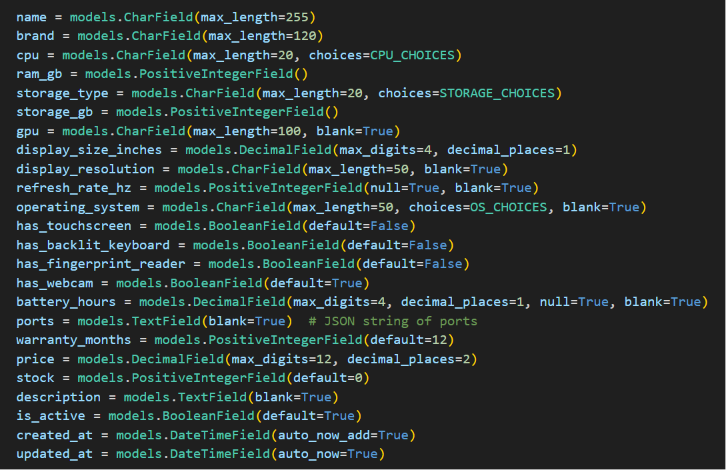 name = models.CharField(max_length=255)
brand = models.CharField(max_length=120)
cpu = models.CharField(max_length=20, choices=CPU_CHOICES)
ram_gb = models.PositiveIntegerField()
storage_type = models.CharField(max_length=20, choices=STORAGE_CHOICES)
storage_gb = models.PositiveIntegerField()
gpu = models.CharField(max_length=100, blank=True)
display_size_inches = models.DecimalField(max_digits=4, decimal_places=1)
display_resolution = models.CharField(max_length=50, blank=True)
refresh_rate_hz = models.PositiveIntegerField(null=True, blank=True)
operating_system = models.CharField(max_length=50, choices=OS_CHOICES, blank=True)
has_touchscreen = models.BooleanField(default=False)
has_backlit_keyboard = models.BooleanField(default=False)
has_fingerprint_reader = models.BooleanField(default=False)
has_webcam = models.BooleanField(default=True)
battery_hours = models.DecimalField(max_digits=4, decimal_places=1, null=True, blank=True)
ports = models.TextField(blank=True)  # JSON string of ports
warranty_months = models.PositiveIntegerField(default=12)
price = models.DecimalField(max_digits=12, decimal_places=2)
stock = models.PositiveIntegerField(default=0)
description = models.TextField(blank=True)
is_active = models.BooleanField(default=True)
created_at = models.DateTimeField(auto_now_add=True)
updated_at = models.DateTimeField(auto_now=True)